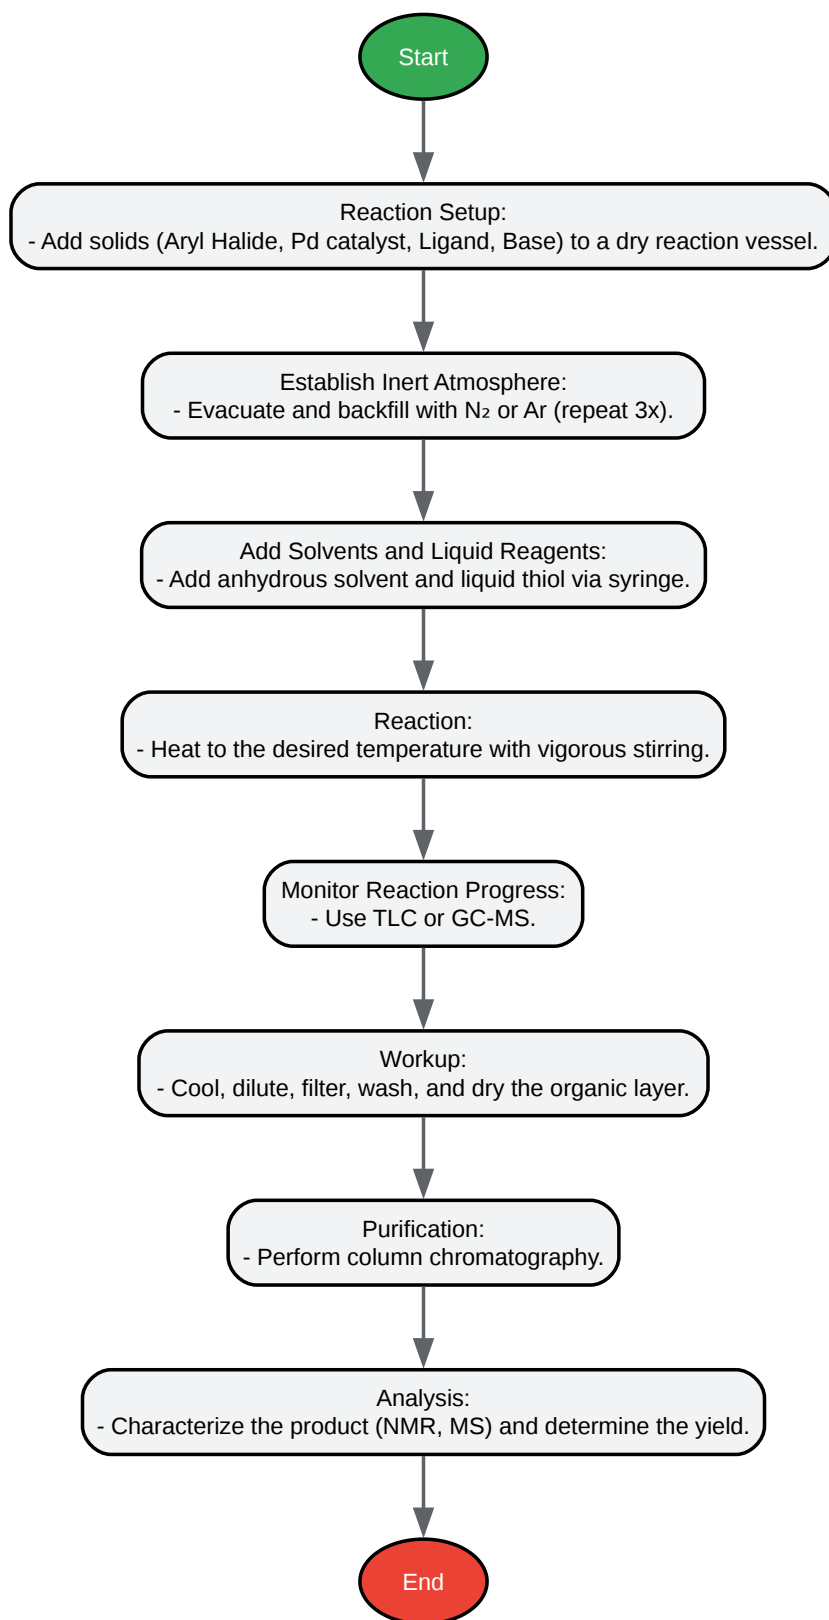 Start
Reaction Setup:
- Add solids (Aryl Halide, Pd catalyst, Ligand, Base) to a dry reaction vessel.
Establish Inert Atmosphere:
- Evacuate and backfill with N₂ or Ar (repeat 3x).
Add Solvents and Liquid Reagents:
- Add anhydrous solvent and liquid thiol via syringe.
Reaction:
- Heat to the desired temperature with vigorous stirring.
Monitor Reaction Progress:
- Use TLC or GC-MS.
Workup:
- Cool, dilute, filter, wash, and dry the organic layer.
Purification:
- Perform column chromatography.
Analysis:
- Characterize the product (NMR, MS) and determine the yield.
End